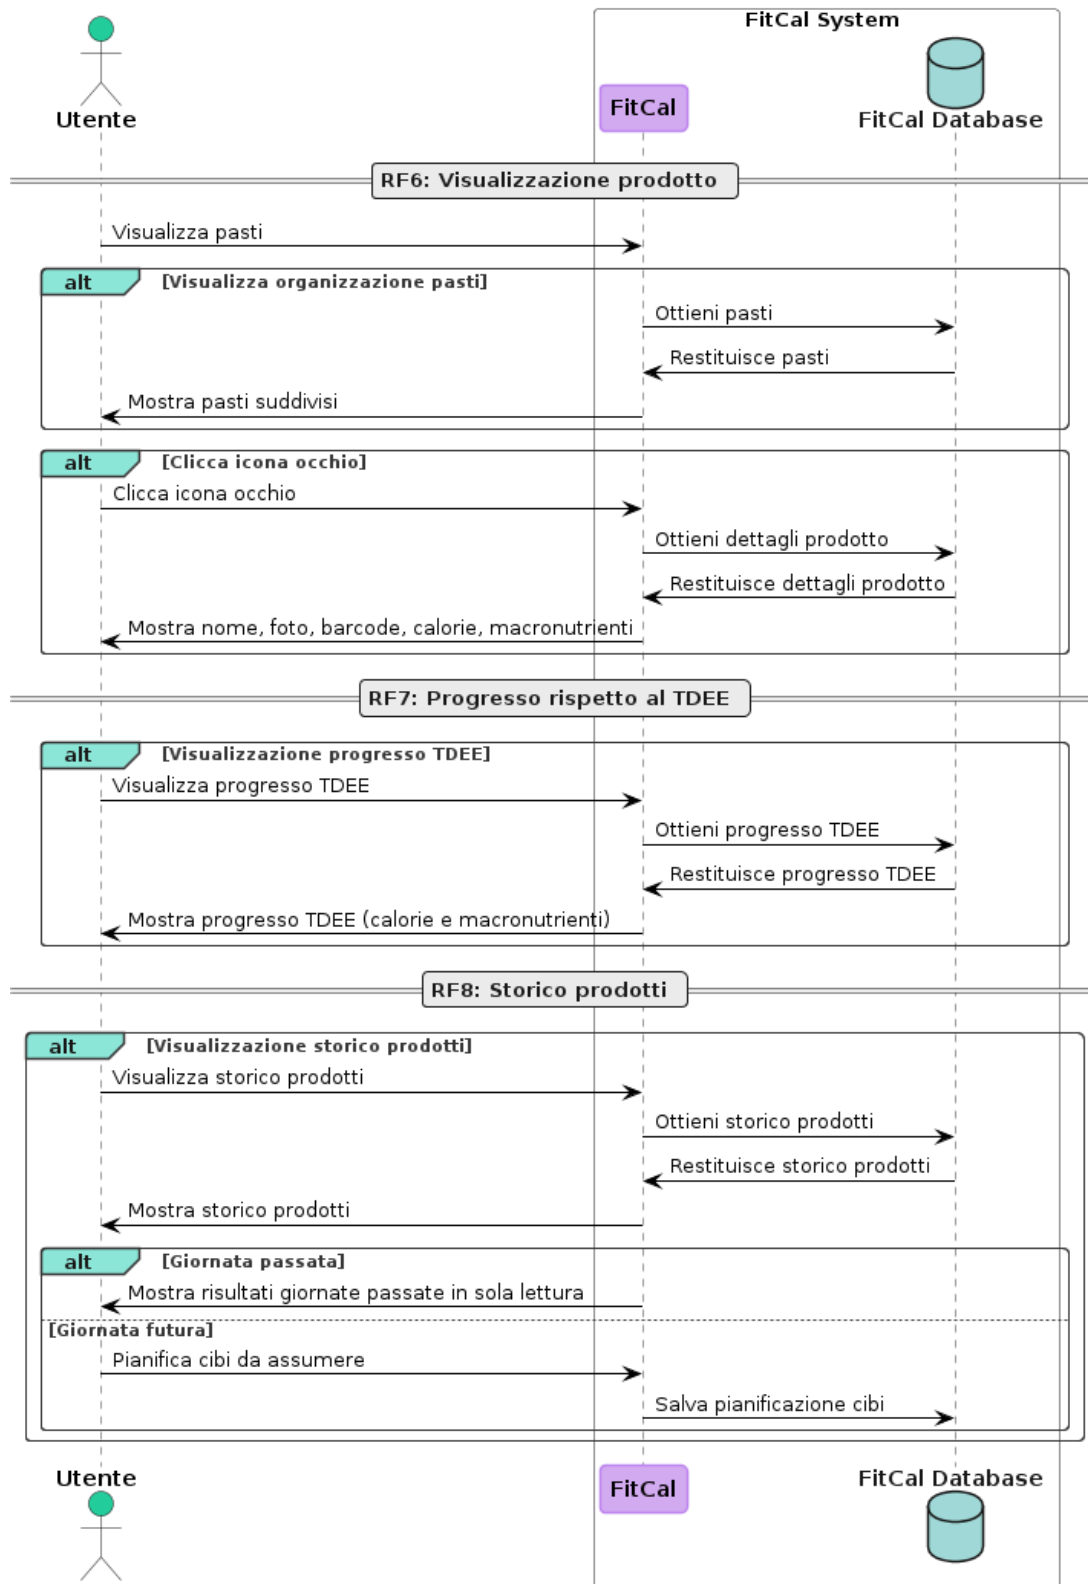 FitCal System
Utente
FitCal
FitCal Database
RF6: Visualizzazione prodotto
Visualizza pasti
alt
[Visualizza organizzazione pasti]
Ottieni pasti
Restituisce pasti
Mostra pasti suddivisi
alt
[Clicca icona occhio]
Clicca icona occhio
Ottieni dettagli prodotto
Restituisce dettagli prodotto
Mostra nome, foto, barcode, calorie, macronutrienti
RF7: Progresso rispetto al TDEE
alt
[Visualizzazione progresso TDEE]
Visualizza progresso TDEE
Ottieni progresso TDEE
Restituisce progresso TDEE
Mostra progresso TDEE (calorie e macronutrienti)
RF8: Storico prodotti
alt
[Visualizzazione storico prodotti]
Visualizza storico prodotti
Ottieni storico prodotti
Restituisce storico prodotti
Mostra storico prodotti
alt
[Giornata passata]
Mostra risultati giornate passate in sola lettura
[Giornata futura]
Pianifica cibi da assumere
Salva pianificazione cibi
Utente
FitCal
FitCal Database